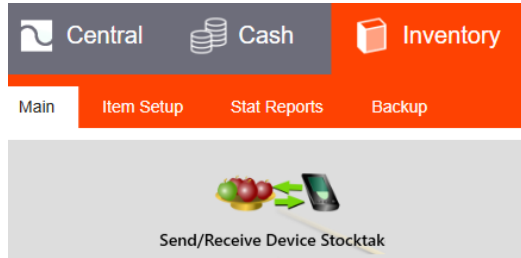 Central Cash Inventory
Main Item Setup Stat Reports Backup
Send/Receive Device Stocktak